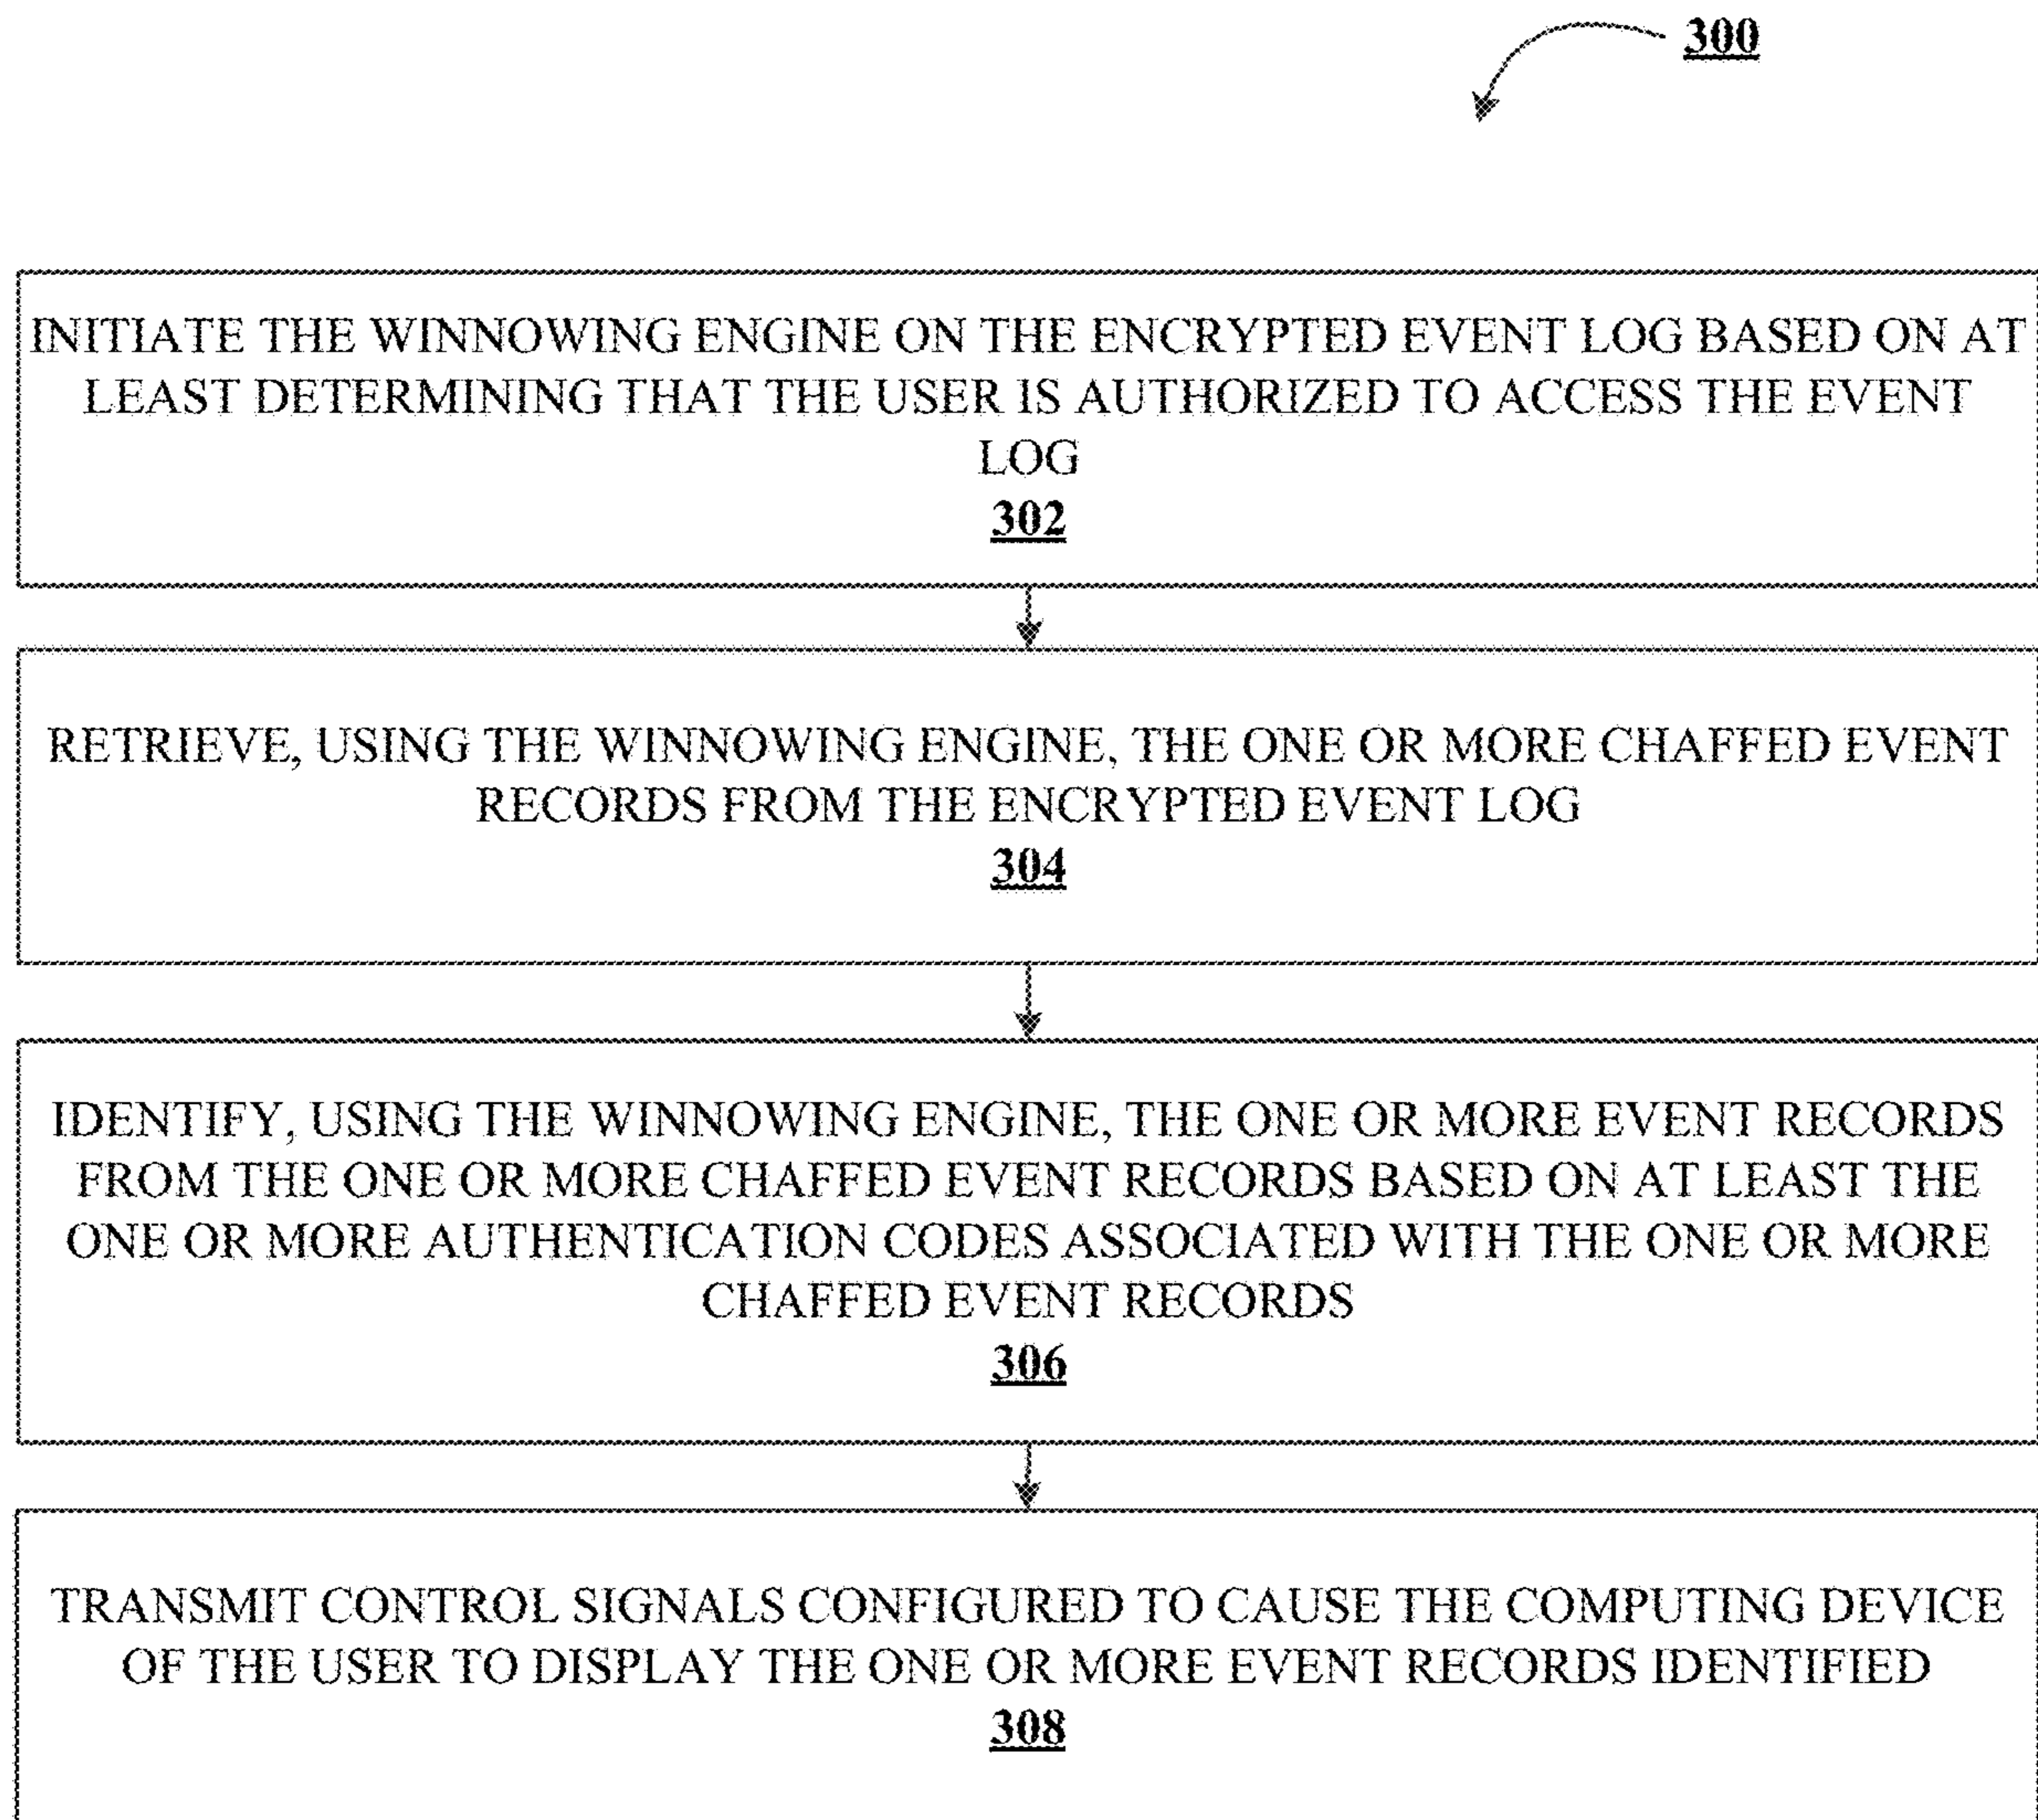 300
INITIATE THE WINNOWING ENGINE ON THE ENCRYPTED EVENT LOG BASED ON AT
LEAST DETERMINING THAT THE USER IS AUTHORIZED TO ACCESS THE EVENT
LOG
302
RETRIEVE, USING THE WINNOWING ENGINE, THE ONE OR MORE CHAFFED EVENT
RECORDS FROM THE ENCRYPTED EVENT LOG
304
IDENTIFY, USING THE WINNOWING ENGINE, THE ONE OR MORE EVENT RECORDS
FROM THE ONE OR MORE CHAFFED EVENT RECORDS BASED ON AT LEAST THE
ONE OR MORE AUTHENTICATION CODES ASSOCIATED WITH THE ONE OR MORE
CHAFFED EVENT RECORDS
306
TRANSMIT CONTROL SIGNALS CONFIGURED TO CAUSE THE COMPUTING DEVICE
OF THE USER TO DISPLAY THE ONE OR MORE EVENT RECORDS IDENTIFIED
308